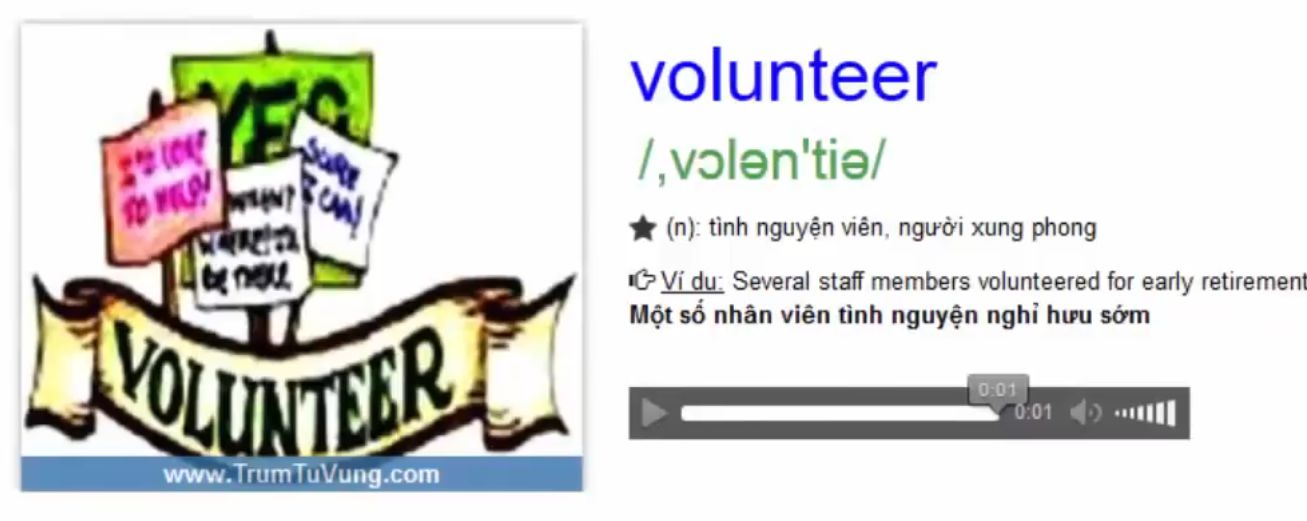 YES
I'D LOVE
TO HELP!
SURE
I CAN!
WHEN?
WHERE? I'LL
BE THERE
VOLUNTEER
www.TrumTuVung.com
volunteer
/,vɔlən'tiə/
★ (n): tình nguyện viên, người xung phong
Ví du: Several staff members volunteered for early retirement
Một số nhân viên tình nguyện nghỉ hưu sớm
0:01
0:01